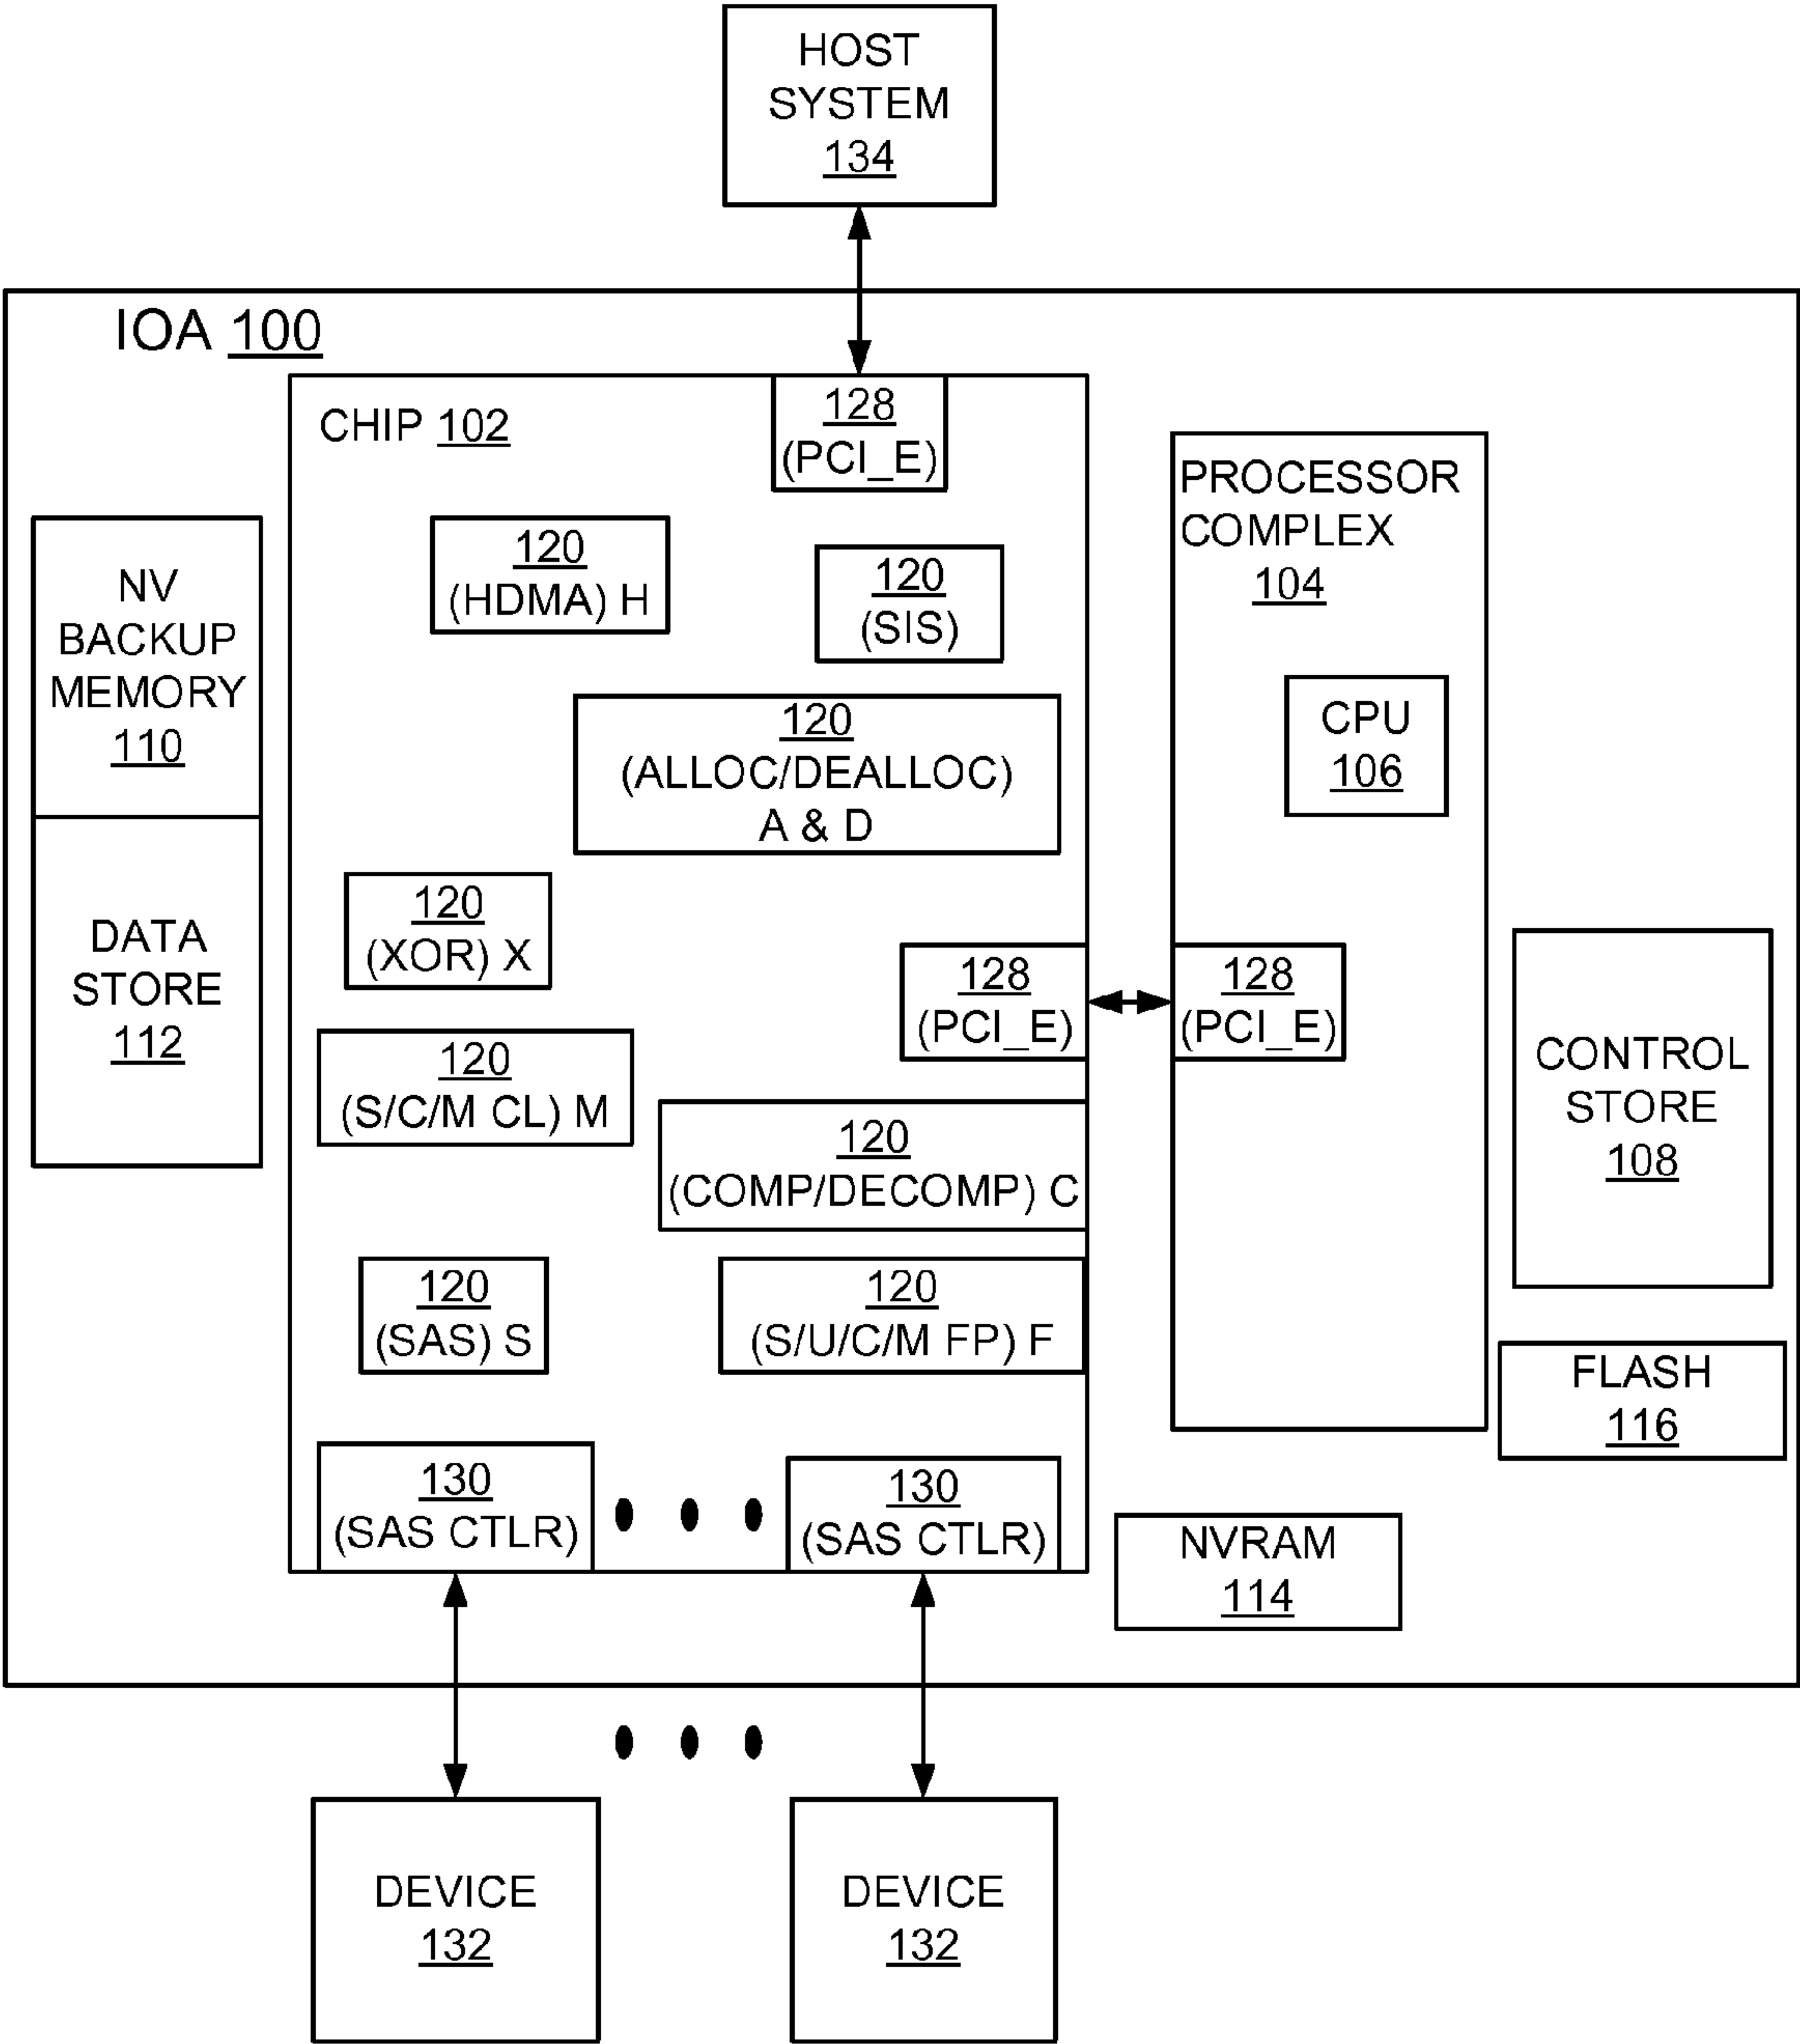 HOST
SYSTEM
134
IOA 100
CHIP 102
128
(PCI_E)
PROCESSOR
COMPLEX
104
NV
BACKUP
MEMORY
110
120
(HDMA) H
120
(SIS)
CPU
106
120
(ALLOC/DEALLOC)
A & D
DATA
STORE
112
120
(XOR) X
128
(PCI_E)
128
(PCI_E)
CONTROL
STORE
108
120
(S/C/M CL) M
120
(COMP/DECOMP) C
120
(SAS) S
120
(S/U/C/M FP) F
FLASH
116
130
(SAS CTLR)
130
(SAS CTLR)
NVRAM
114
DEVICE
132
DEVICE
132